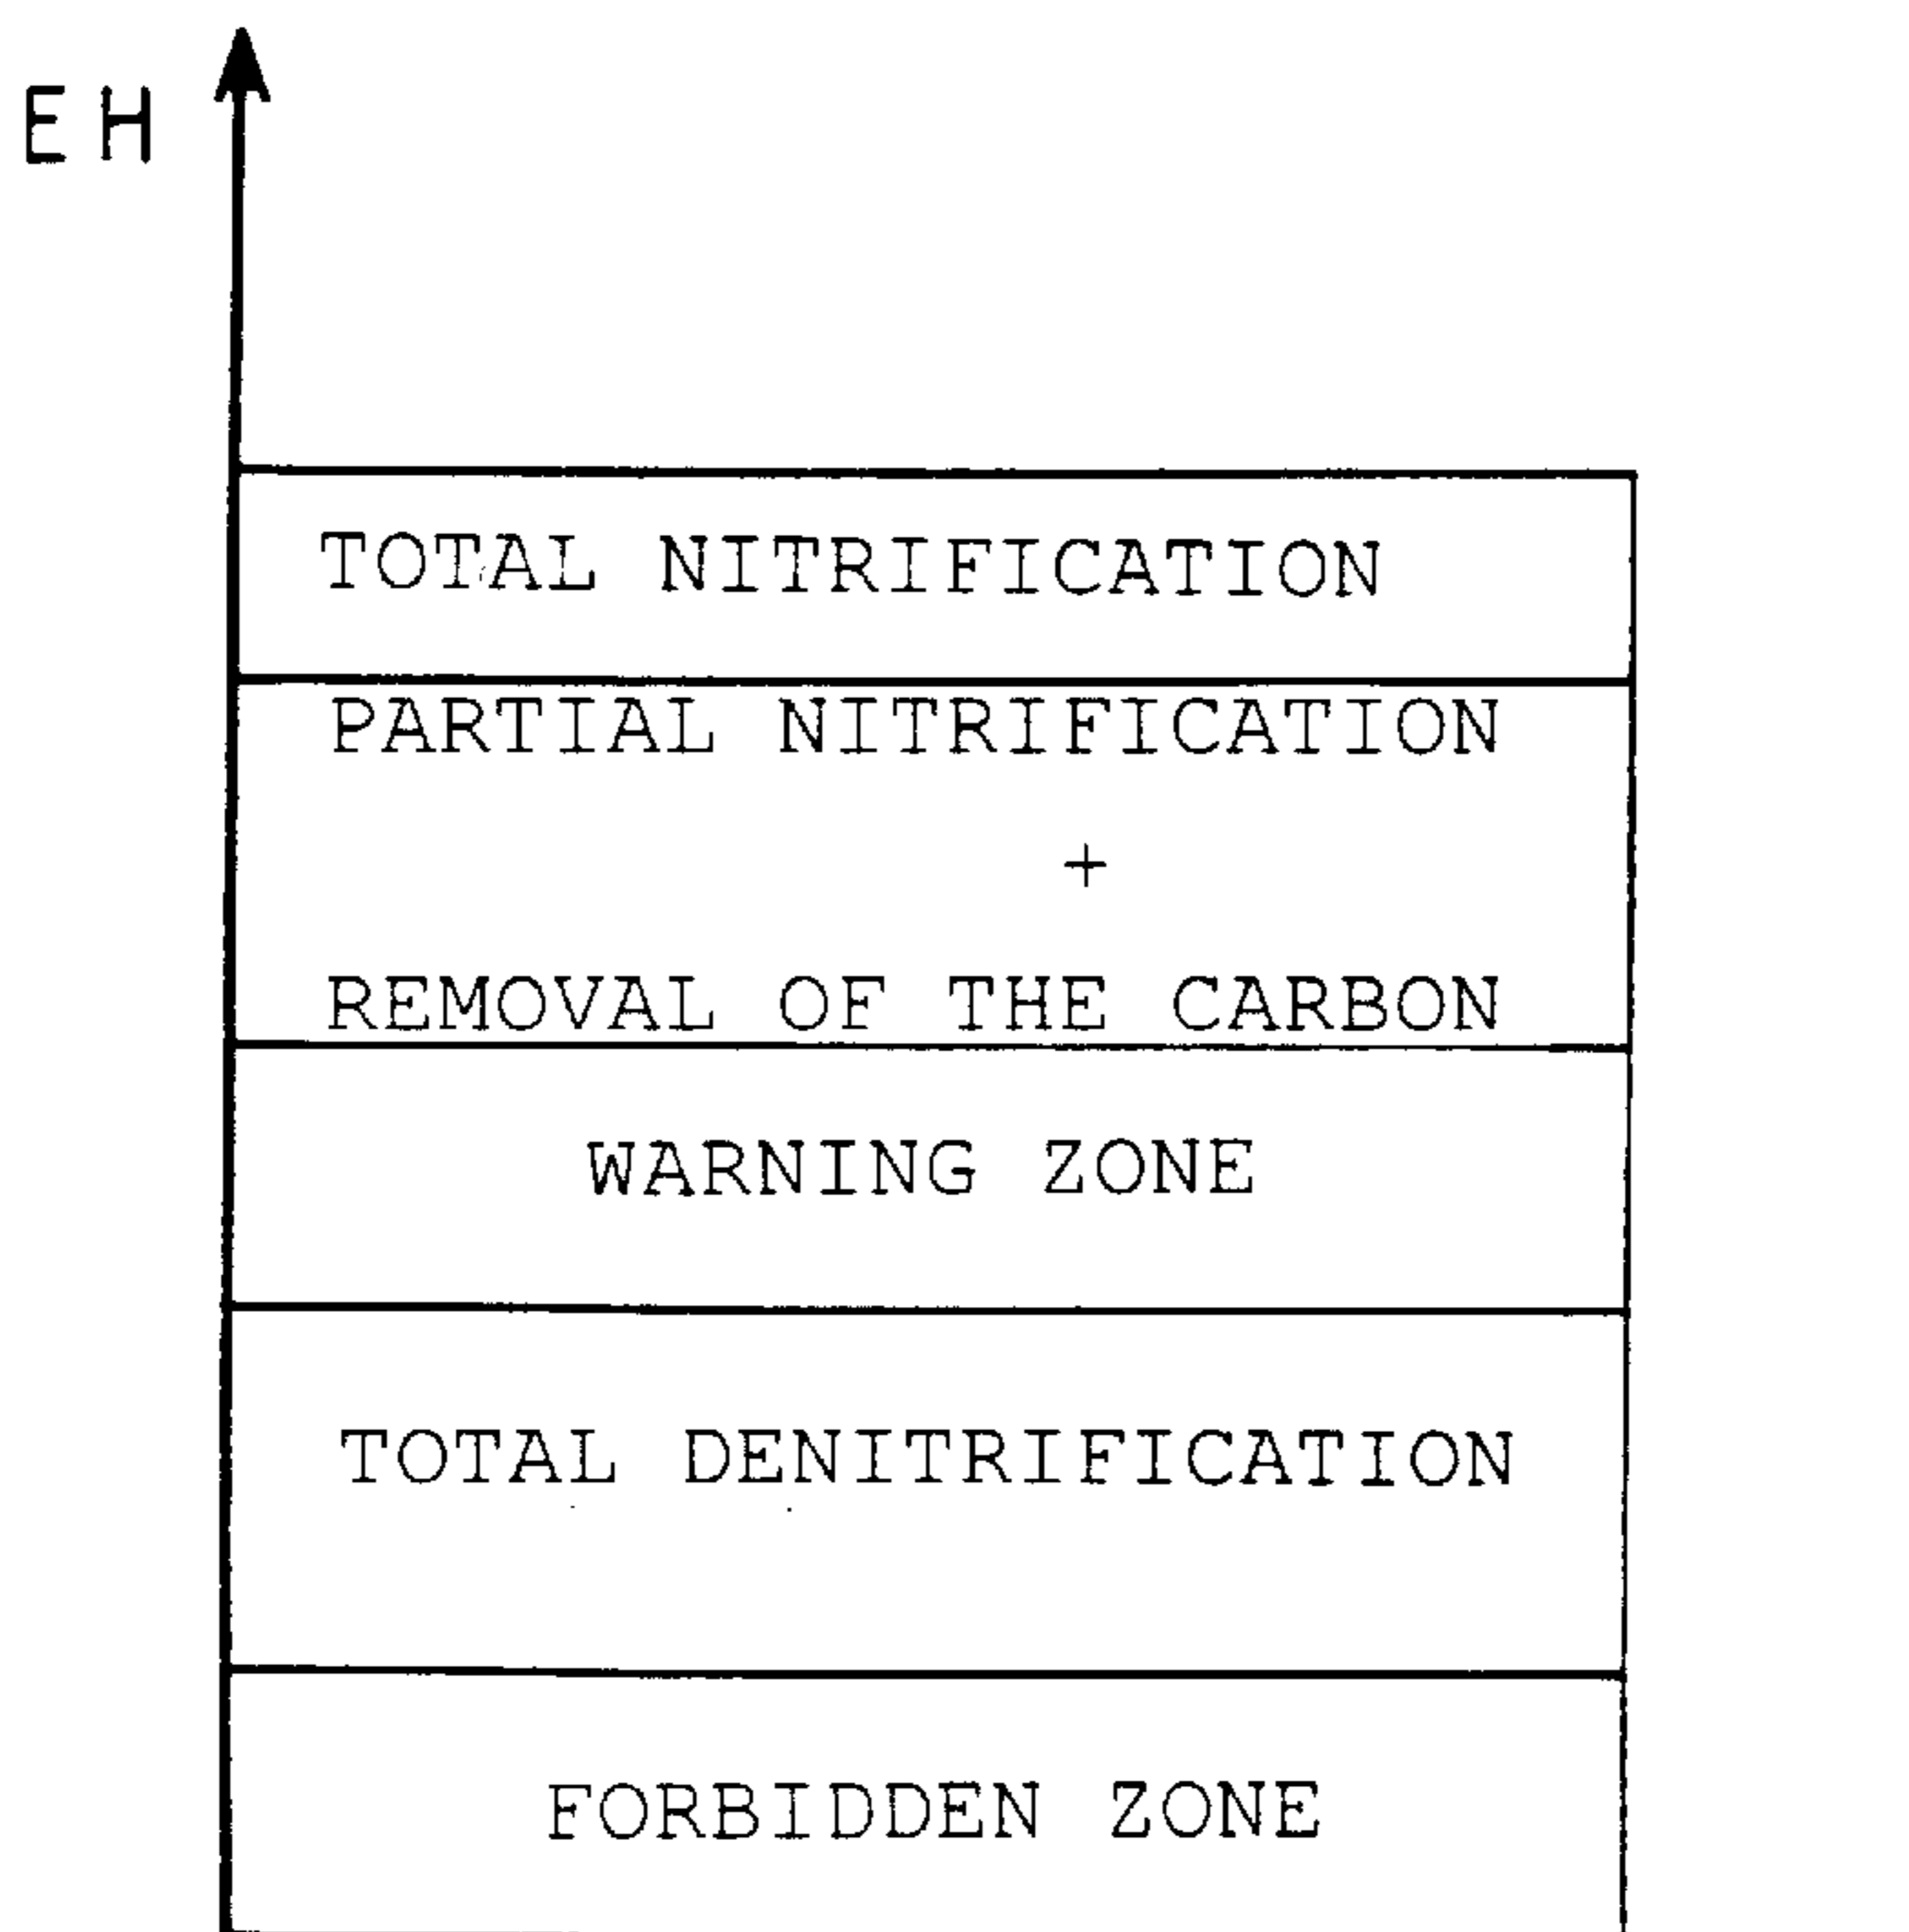 EH
TOTAL NITRIFICATION
PARTIAL NITRIFICATION
+
REMOVAL OF THE CARBON
WARNING ZONE
TOTAL DENITRIFICATION
FORBIDDEN ZONE